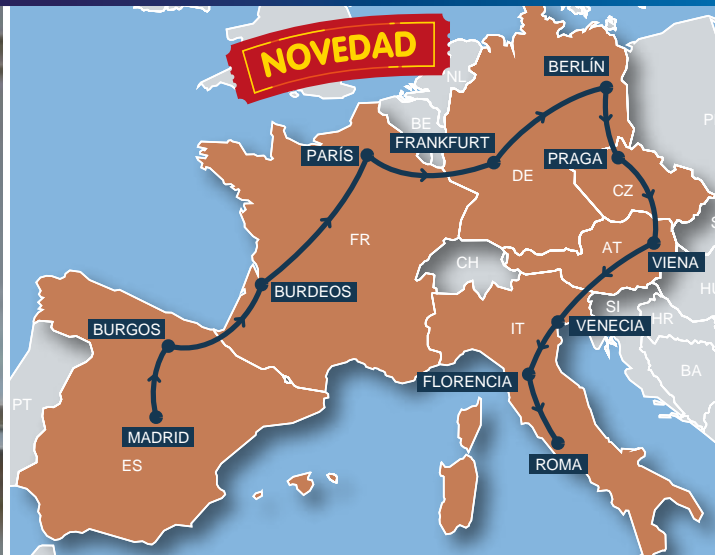 NOVEDAD
NL
BERLÍN
BE
FRANKFURT
PARÍS
PRAGA
DE
CZ
FR
AT
CH
VIENA
BURDEOS
SI
HR
BURGOS
VENECIA
IT
BA
FLORENCIA
PT
MADRID
ES
ROMA